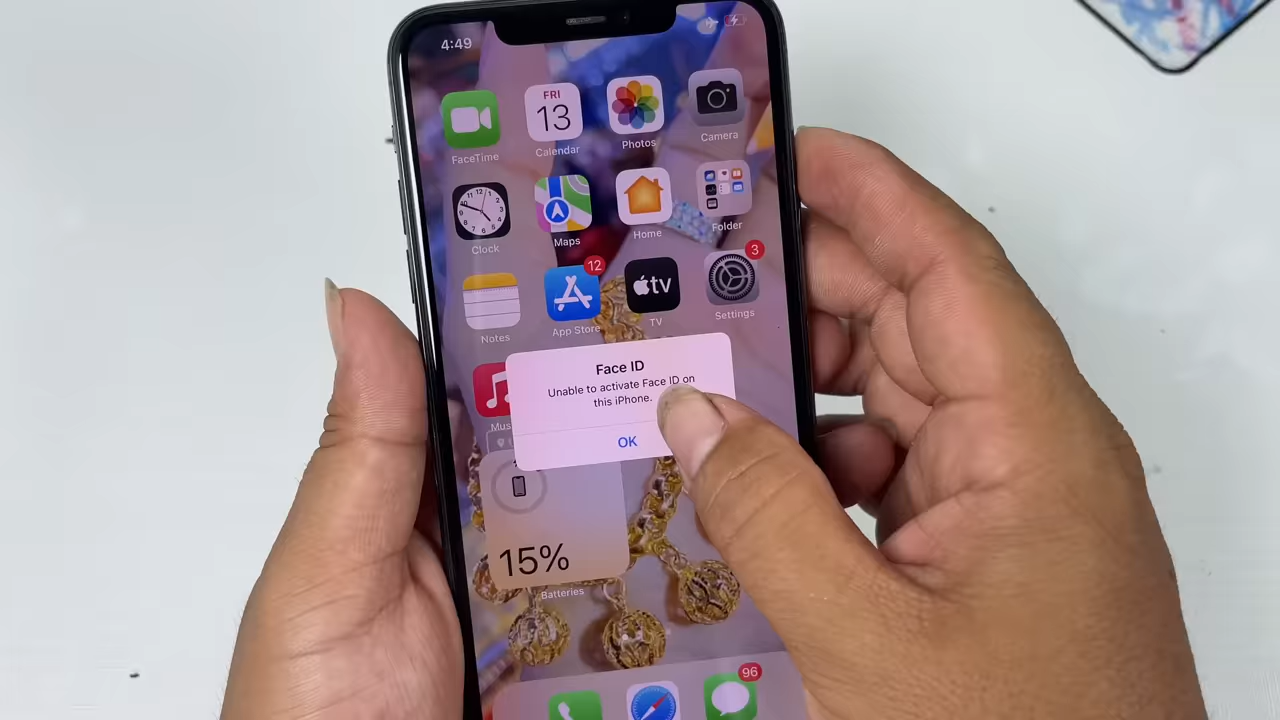 4:49
FRI
13
FaceTime
Calendar
Photos
Camera
Clock
Maps
Home
Folder
12
tv
3
Notes
App Store
TV
Settings
Face ID
Unable to activate Face ID on
this iPhone.
OK
Mus
15%
Batteries
96